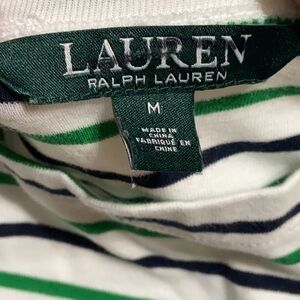 LAUREN
RALPH LAUREN
M
MADE IN
CHINA
FABRIQUÉ EN
CHINE